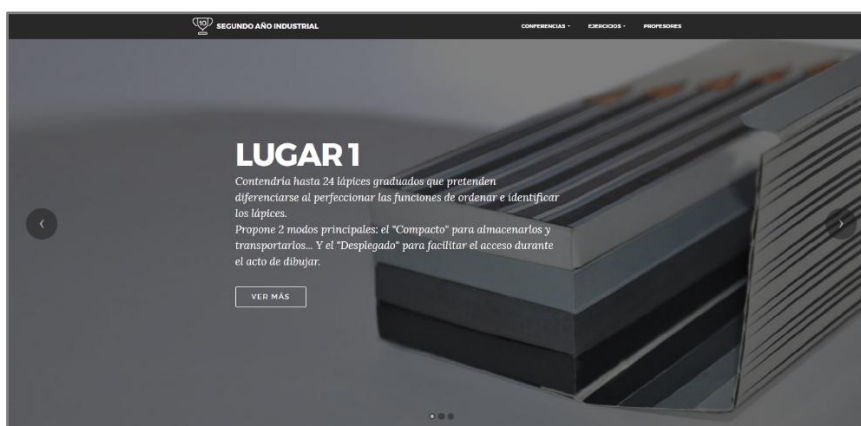 10 SEGUNDO AÑO INDUSTRIAL CONFERENCIAS EJERCICIOS PROFESORES
LUGAR 1
Contendría hasta 24 lápices graduados que pretenden
diferenciarse al perfeccionar las funciones de ordenar e identificar
los lápices.
Propone 2 modos principales: el "Compacto" para almacenarlos y
transportarlos... Y el "Desplegado" para facilitar el acceso durante
el acto de dibujar.
VER MÁS